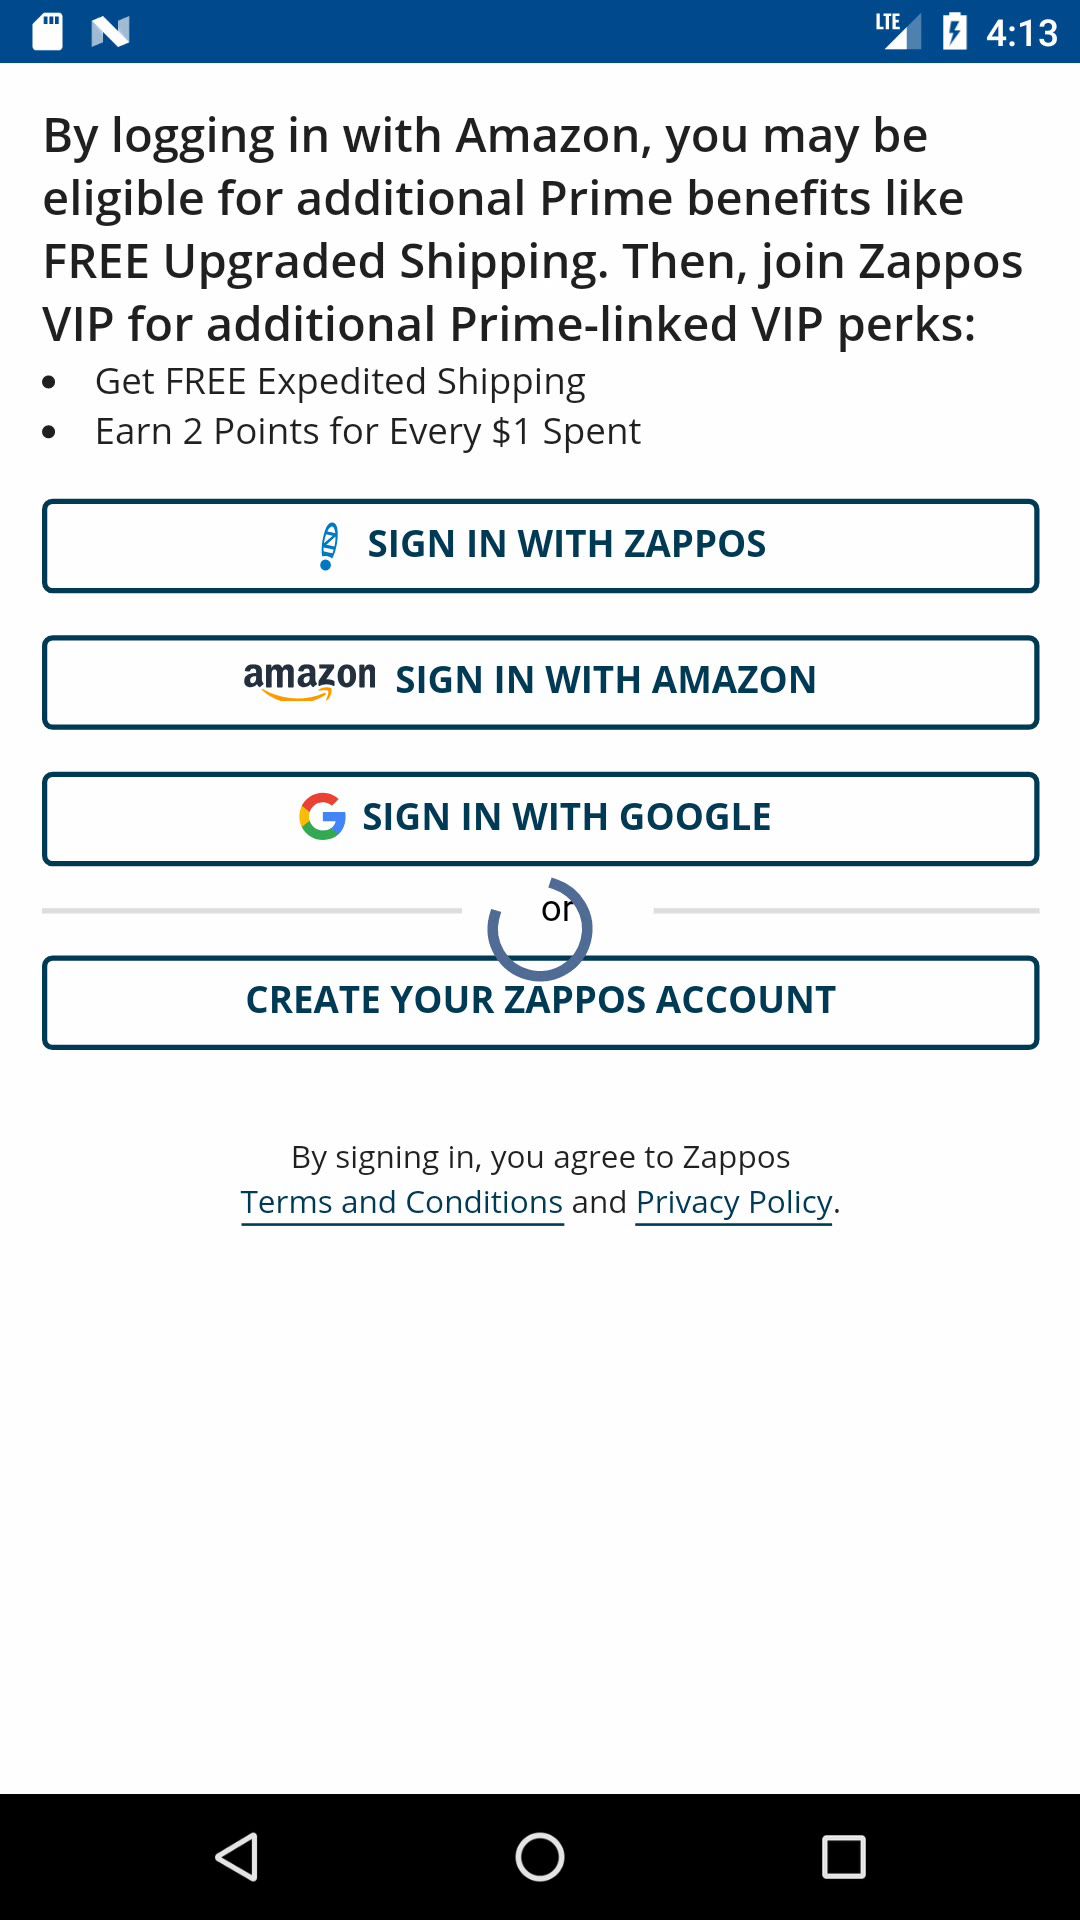 LTE 4:13
By logging in with Amazon, you may be
eligible for additional Prime benefits like
FREE Upgraded Shipping. Then, join Zappos
VIP for additional Prime-linked VIP perks:
• Get FREE Expedited Shipping
• Earn 2 Points for Every $1 Spent
SIGN IN WITH ZAPPOS
amazon SIGN IN WITH AMAZON
SIGN IN WITH GOOGLE
or
CREATE YOUR ZAPPOS ACCOUNT
By signing in, you agree to Zappos
Terms and Conditions and Privacy Policy.